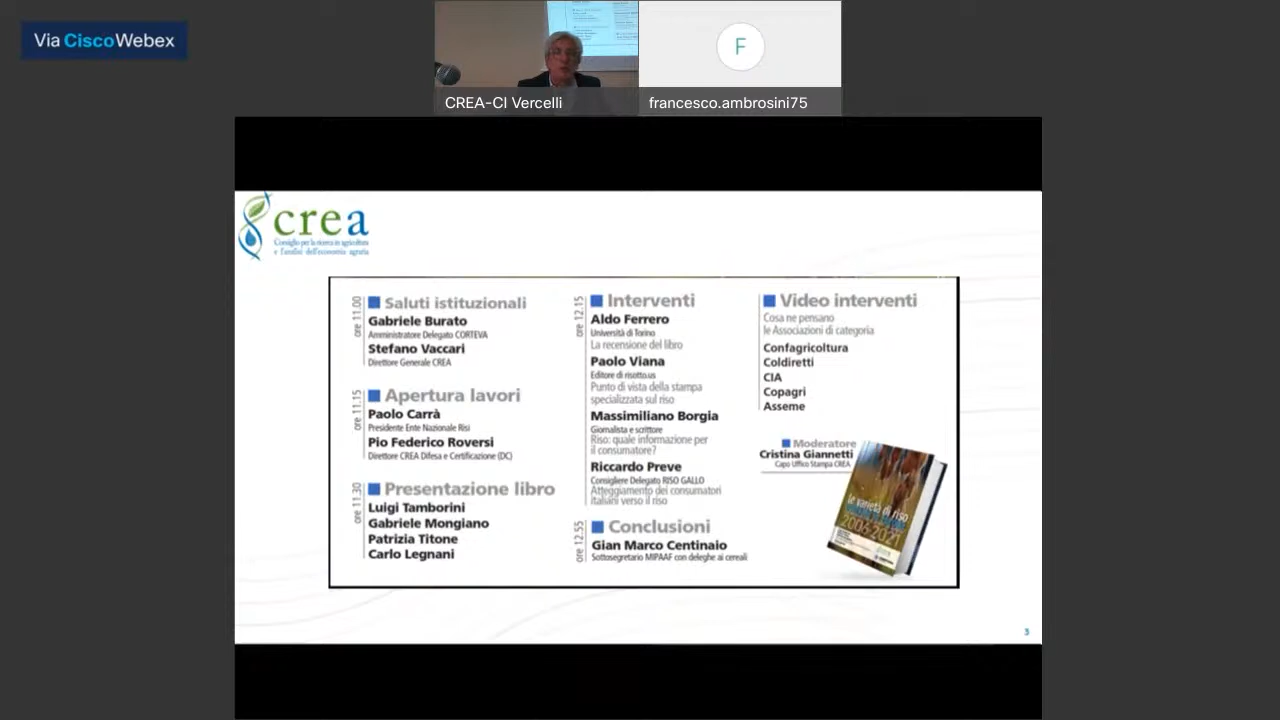 Via CiscoWebex
F
CREA-CI Vercelli
francesco.ambrosini75
crea
Consiglio per la ricerca in agricoltura
e l'analisi dell'economia agraria
ore 11.00
Saluti istituzionali
Gabriele Burato
Amministratore Delegato CORTEVA
Stefano Vaccari
Direttore Generale CREA
ore 11.15
Apertura lavori
Paolo Carrà
Presidente Ente Nazionale Risi
Pio Federico Roversi
Direttore CREA Difesa e Certificazione (DC)
ore 11.30
Presentazione libro
Luigi Tamborini
Gabriele Mongiano
Patrizia Titone
Carlo Legnani
ore 12.15
Interventi
Aldo Ferrero
Università di Torino
La recensione del libro
Paolo Viana
Editore di risotto.us
Punto di vista della stampa
specializzata sul riso
Massimiliano Borgia
Giornalista e scrittore
Riso: quale informazione per
il consumatore?
Riccardo Preve
Consigliere Delegato RISO GALLO
Atteggiamento dei consumatori
italiani verso il riso
ore 12.55
Conclusioni
Gian Marco Centinaio
Sottosegretario MIPAAF con deleghe ai cereali
Video interventi
Cosa ne pensano
le Associazioni di categoria
Confagricoltura
Coldiretti
CIA
Copagri
Asseme
Moderatore
Cristina Giannetti
Capo Uffico Stampa CREA
le varietà di riso
2006-2021
3